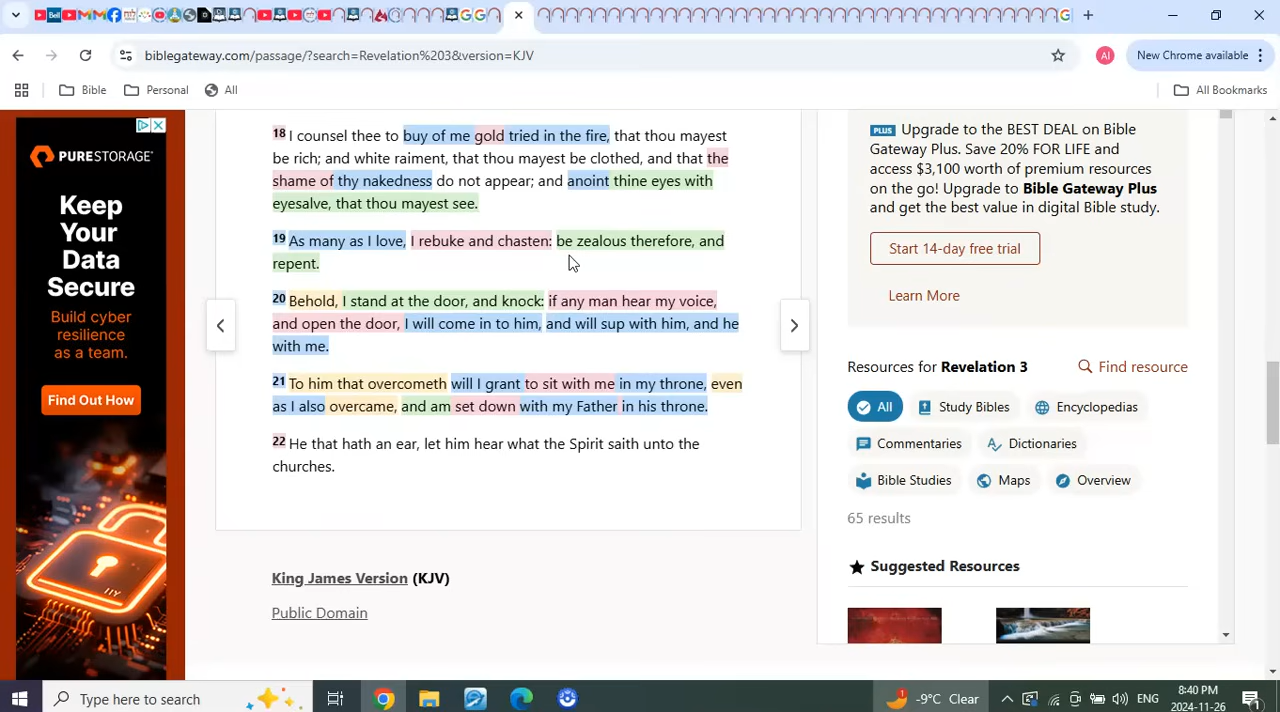 biblegateway.com/passage/?search=Revelation%203&version=KJV
AI
New Chrome available
Bible
Personal
All
All Bookmarks
PURESTORAGE
Keep
Your
Data
Secure
Build cyber
resilience
as a team.
Find Out How
18 I counsel thee to buy of me gold tried in the fire, that thou mayest
be rich; and white raiment, that thou mayest be clothed, and that the
shame of thy nakedness do not appear; and anoint thine eyes with
eyesalve, that thou mayest see.
19 As many as I love, I rebuke and chasten: be zealous therefore, and
repent.
20 Behold, I stand at the door, and knock: if any man hear my voice,
and open the door, I will come in to him, and will sup with him, and he
with me.
21 To him that overcometh will I grant to sit with me in my throne, even
as I also overcame, and am set down with my Father in his throne.
22 He that hath an ear, let him hear what the Spirit saith unto the
churches.
King James Version (KJV)
Public Domain
PLUS Upgrade to the BEST DEAL on Bible
Gateway Plus. Save 20% FOR LIFE and
access $3,100 worth of premium resources
on the go! Upgrade to Bible Gateway Plus
and get the best value in digital Bible study.
Start 14-day free trial
Learn More
Resources for Revelation 3
Find resource
All
Study Bibles
Encyclopedias
Commentaries
Dictionaries
Bible Studies
Maps
Overview
65 results
Suggested Resources
Type here to search
-9°C Clear
ENG
8:40 PM
2024-11-26